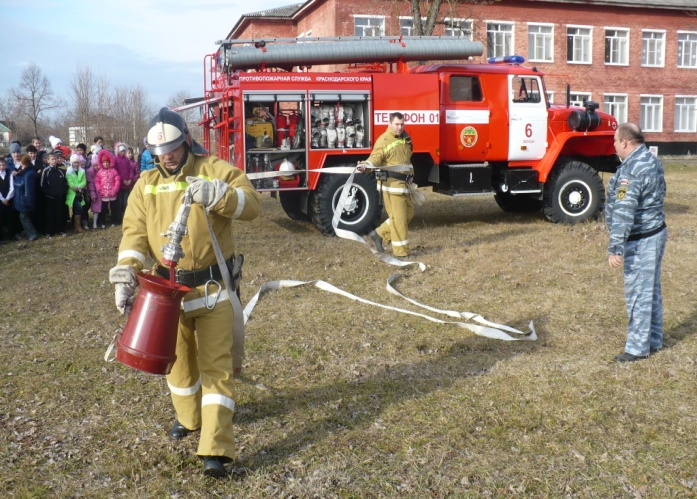 ПРОТИВОПОЖАРНАЯ СЛУЖБА КРАСНОДАРСКОГО КРАЯ
ТЕЛЕФОН 01
6